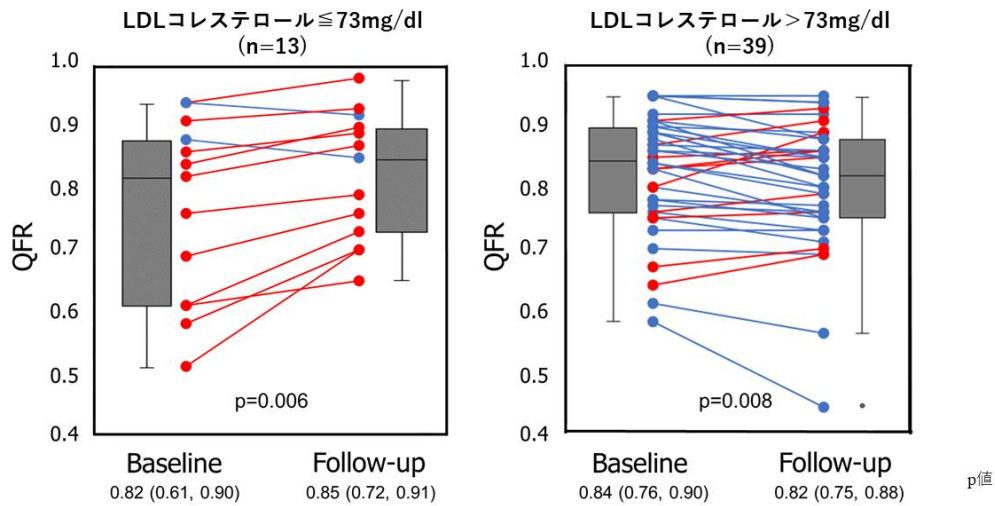 LDLコレステロール≦73mg/dl
(n=13)
1.0
0.9
0.8
0.7
0.6
0.5
0.4
QFR
p=0.006
Baseline
Follow-up
0.82 (0.61, 0.90)
0.85 (0.72, 0.91)
LDLコレステロール＞73mg/dl
(n=39)
1.0
0.9
0.8
0.7
0.6
0.5
0.4
QFR
p=0.008
Baseline
Follow-up
0.84 (0.76, 0.90)
0.82 (0.75, 0.88)
p値